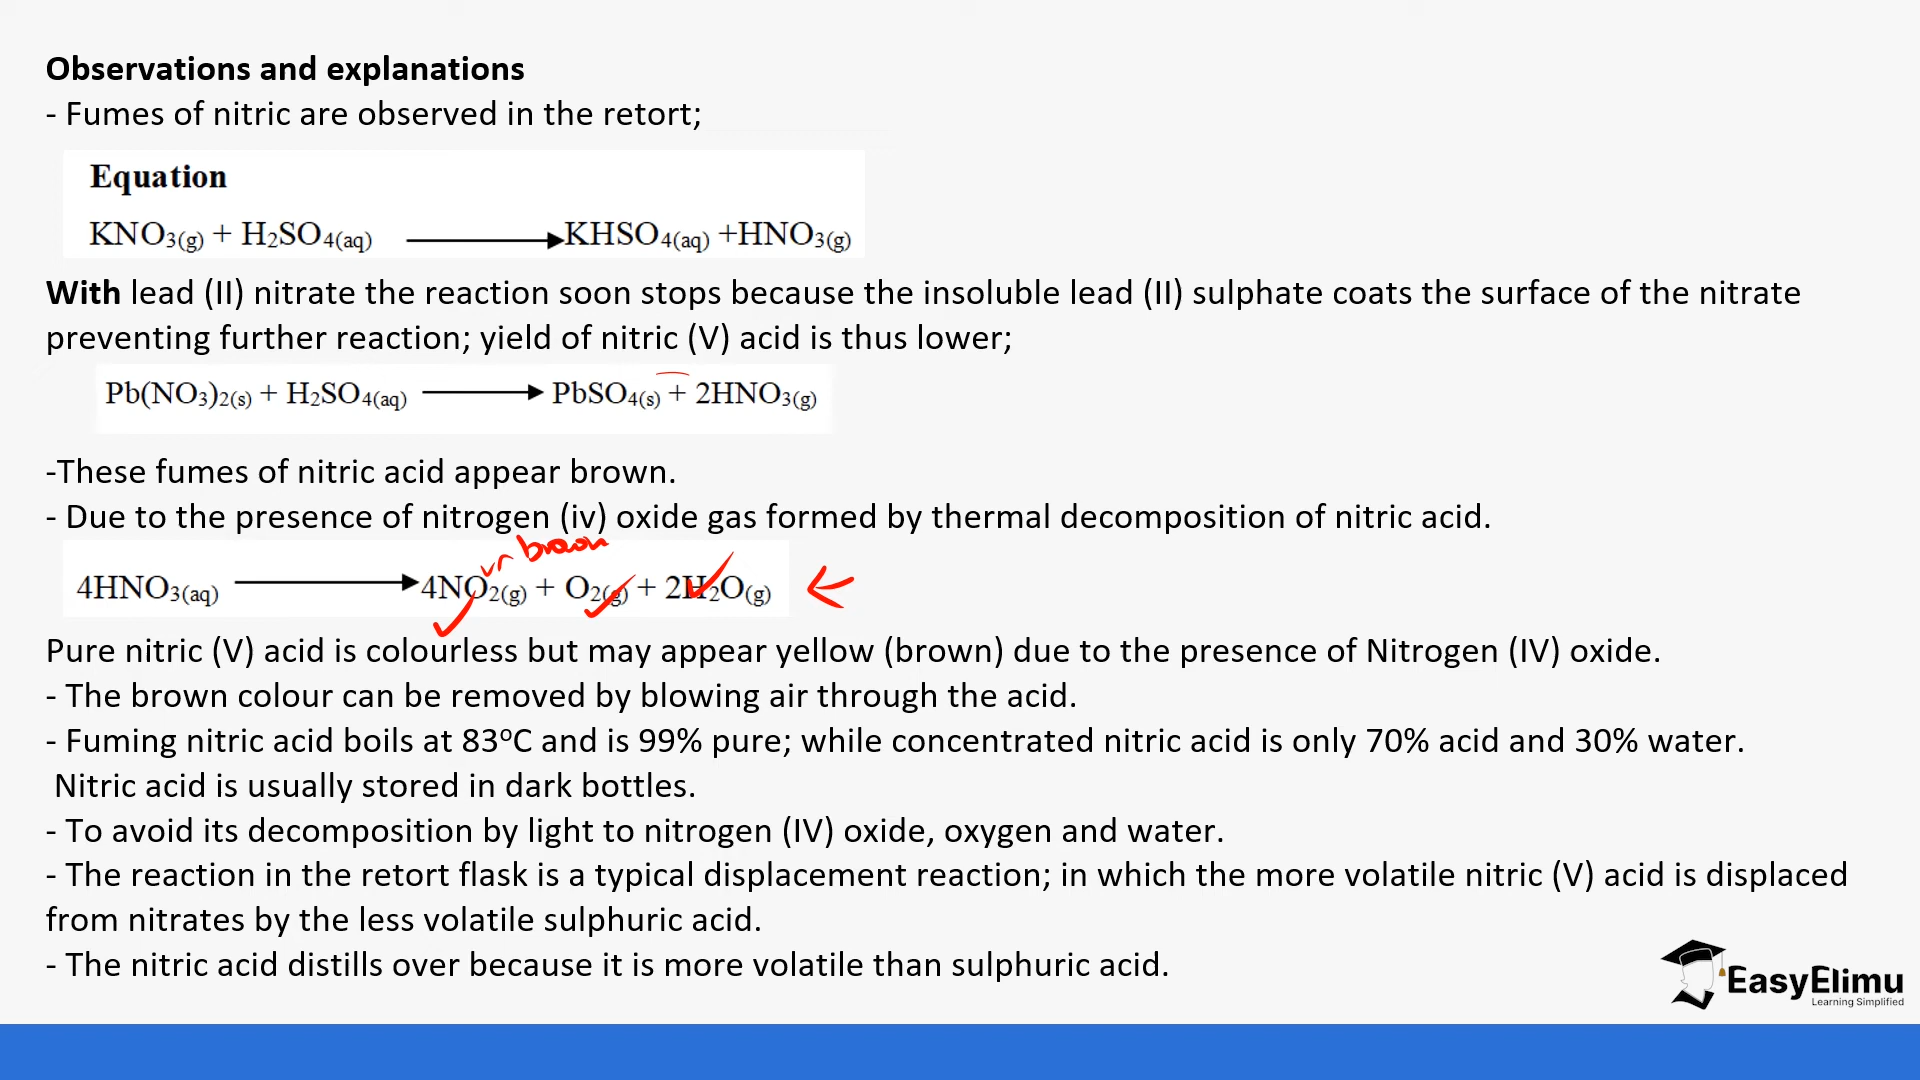 Observations and explanations
- Fumes of nitric are observed in the retort;
Equation
KNO3(g) + H2SO4(aq) → KHSO4(aq) +HNO3(g)
With lead (II) nitrate the reaction soon stops because the insoluble lead (II) sulphate coats the surface of the nitrate
preventing further reaction; yield of nitric (V) acid is thus lower;
Pb(NO3)2(s) + H2SO4(aq) → PbSO4(s) + 2HNO3(g)
-These fumes of nitric acid appear brown.
- Due to the presence of nitrogen (iv) oxide gas formed by thermal decomposition of nitric acid.
brown
4HNO3(aq) → 4NO2(g) + O2(g) + 2H2O(g)
Pure nitric (V) acid is colourless but may appear yellow (brown) due to the presence of Nitrogen (IV) oxide.
- The brown colour can be removed by blowing air through the acid.
- Fuming nitric acid boils at 83°C and is 99% pure; while concentrated nitric acid is only 70% acid and 30% water.
Nitric acid is usually stored in dark bottles.
- To avoid its decomposition by light to nitrogen (IV) oxide, oxygen and water.
- The reaction in the retort flask is a typical displacement reaction; in which the more volatile nitric (V) acid is displaced
from nitrates by the less volatile sulphuric acid.
- The nitric acid distills over because it is more volatile than sulphuric acid.
EasyElimu
Learning Simplified